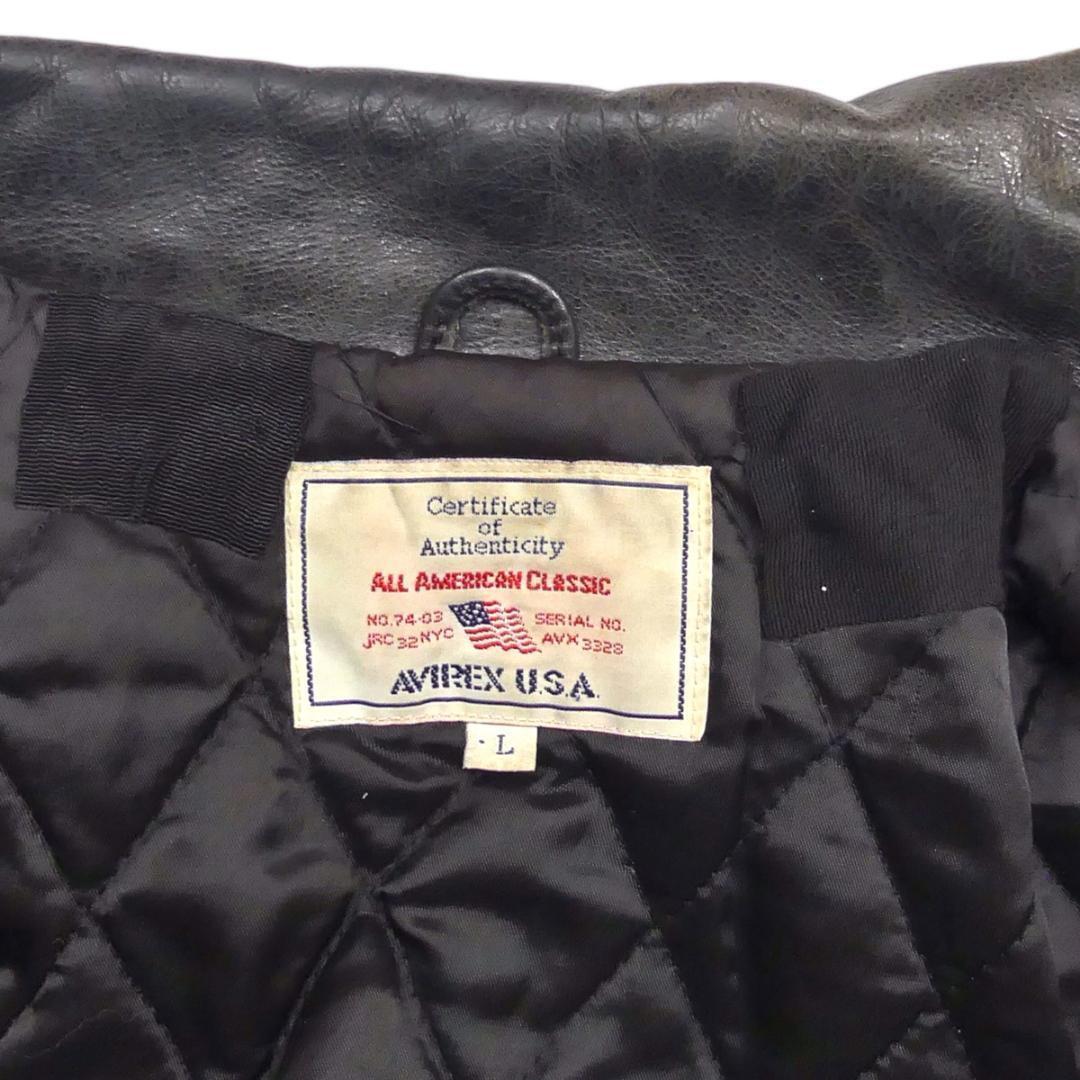 Certificate
of
Authenticity
ALL AMERICAN CLASSIC
NO.74-03 SERIAL NO.
JRC 32 NYC AVX 3328
AVIREX U.S.A.
· L